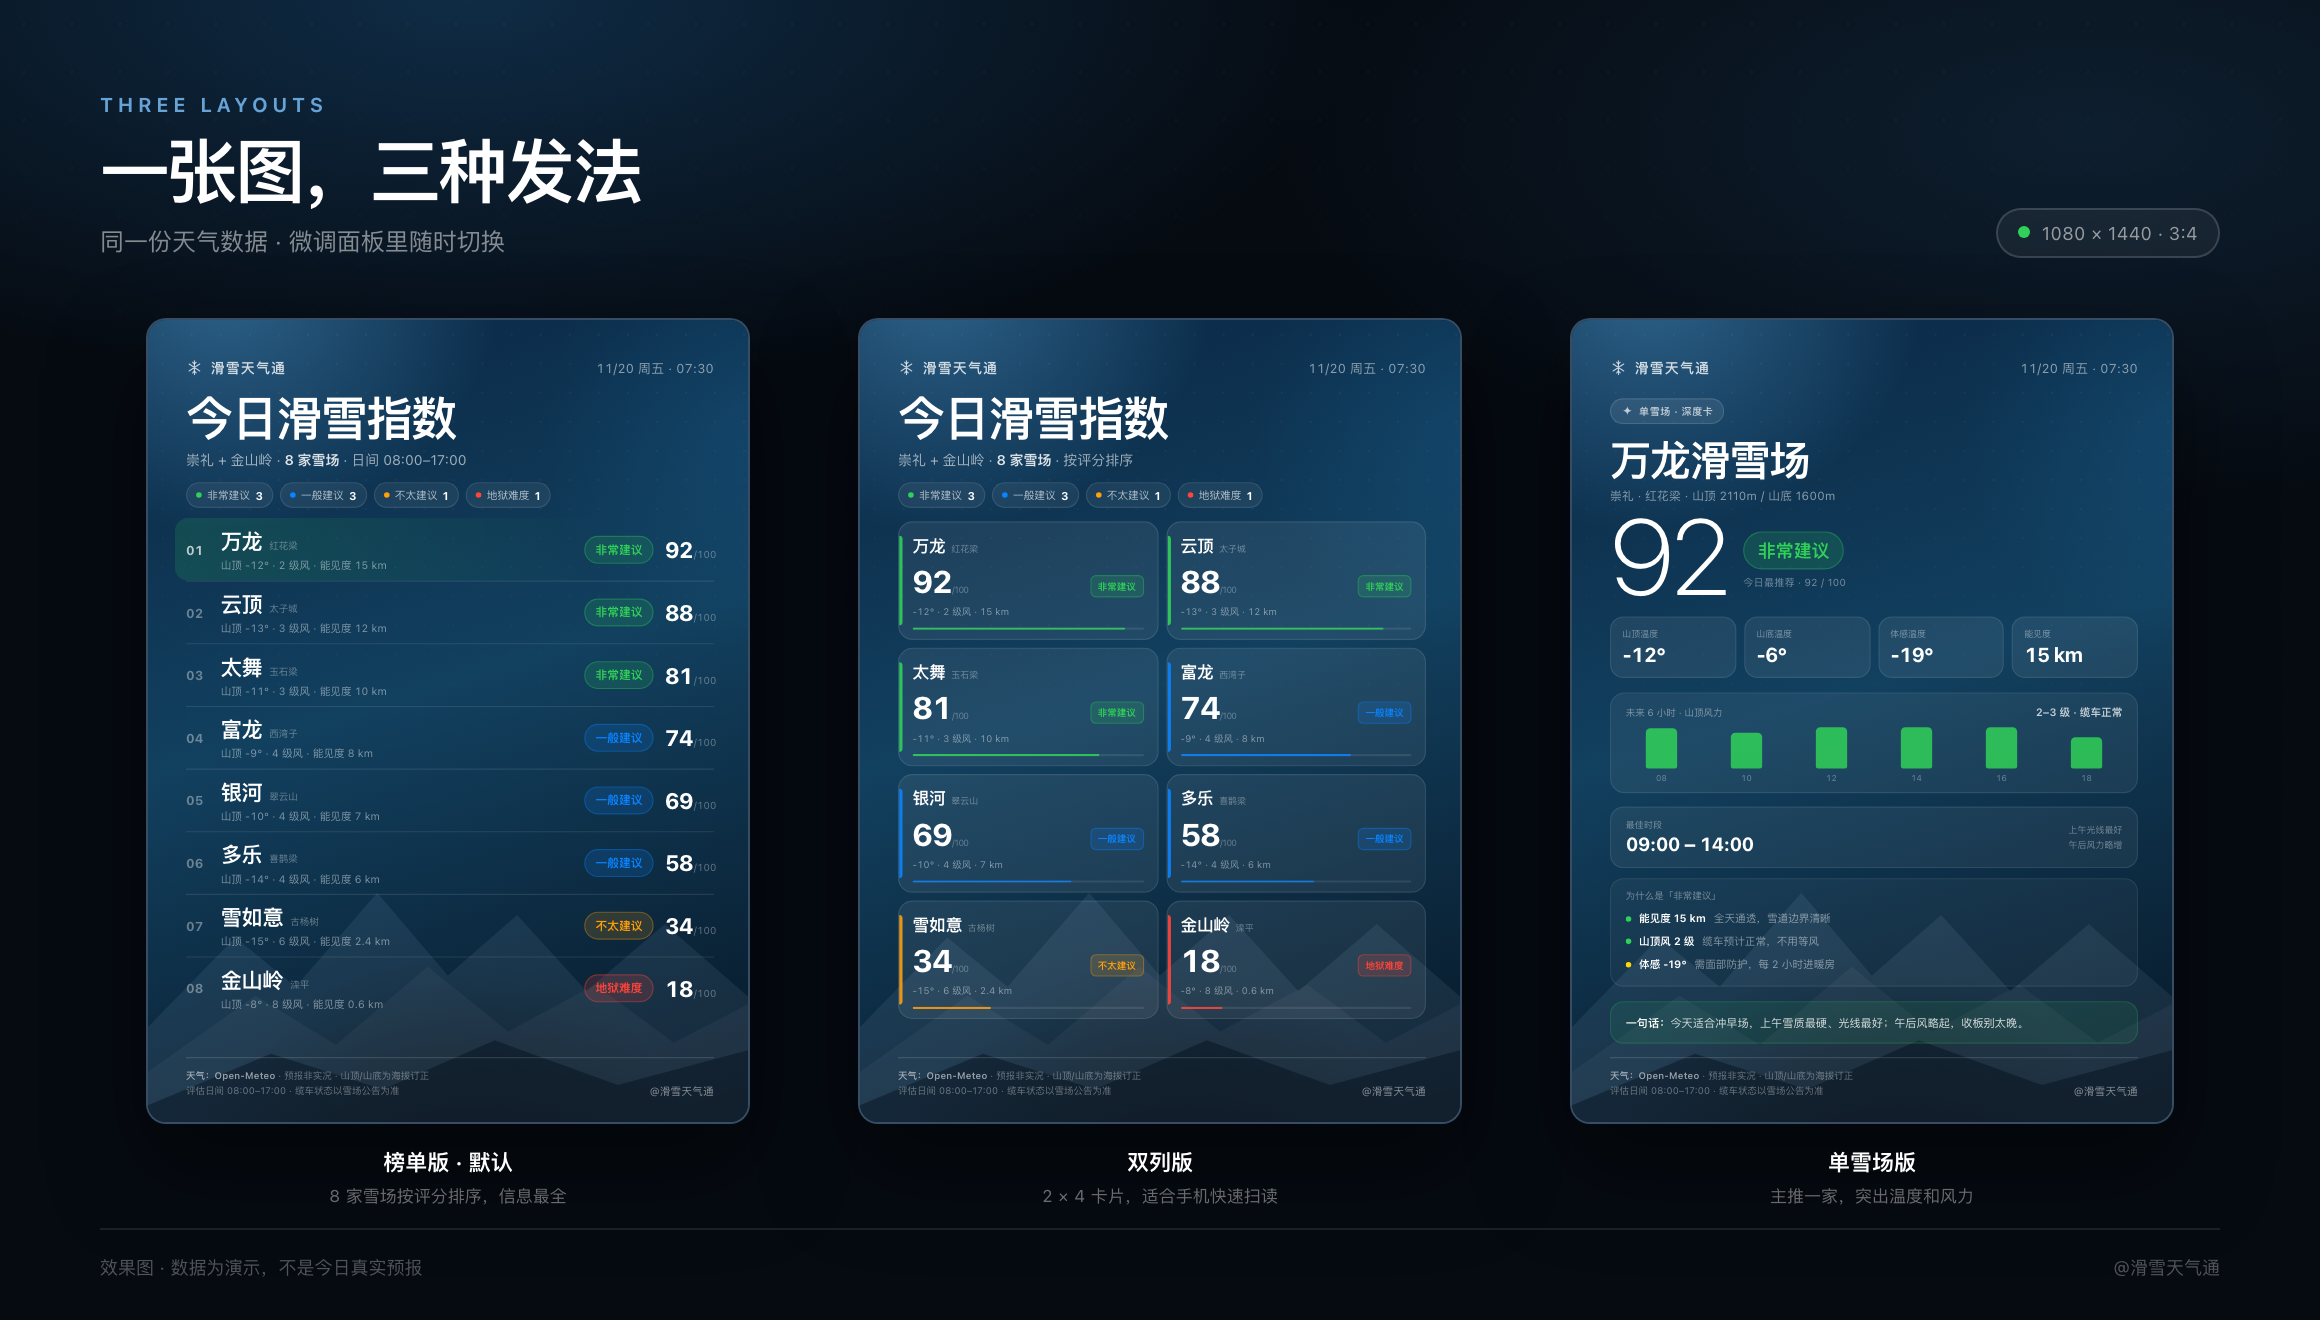 THREE LAYOUTS
一张图，三种发法
同一份天气数据 · 微调面板里随时切换
1080 × 1440 · 3:4
滑雪天气通
11/20 周五 · 07:30
今日滑雪指数
崇礼 + 金山岭 · 8 家雪场 · 日间 08:00–17:00
非常建议 3
一般建议 3
不太建议 1
地狱难度 1
01 万龙 红花梁 非常建议 92/100
山顶 -12° · 2 级风 · 能见度 15 km
02 云顶 太子城 非常建议 88/100
山顶 -13° · 3 级风 · 能见度 12 km
03 太舞 玉石梁 非常建议 81/100
山顶 -11° · 3 级风 · 能见度 10 km
04 富龙 西湾子 一般建议 74/100
山顶 -9° · 4 级风 · 能见度 8 km
05 银河 翠云山 一般建议 69/100
山顶 -10° · 4 级风 · 能见度 7 km
06 多乐 喜鹊梁 一般建议 58/100
山顶 -14° · 4 级风 · 能见度 6 km
07 雪如意 古杨树 不太建议 34/100
山顶 -15° · 6 级风 · 能见度 2.4 km
08 金山岭 滦平 地狱难度 18/100
山顶 -8° · 8 级风 · 能见度 0.6 km
天气：Open-Meteo · 预报非实况 · 山顶/山底为海拔订正
评估日间 08:00–17:00 · 缆车状态以雪场公告为准
@滑雪天气通
榜单版 · 默认
8 家雪场按评分排序，信息最全
滑雪天气通
11/20 周五 · 07:30
今日滑雪指数
崇礼 + 金山岭 · 8 家雪场 · 按评分排序
非常建议 3
一般建议 3
不太建议 1
地狱难度 1
万龙 红花梁
92/100
非常建议
-12° · 2 级风 · 15 km
云顶 太子城
88/100
非常建议
-13° · 3 级风 · 12 km
太舞 玉石梁
81/100
非常建议
-11° · 3 级风 · 10 km
富龙 西湾子
74/100
一般建议
-9° · 4 级风 · 8 km
银河 翠云山
69/100
一般建议
-10° · 4 级风 · 7 km
多乐 喜鹊梁
58/100
一般建议
-14° · 4 级风 · 6 km
雪如意 古杨树
34/100
不太建议
-15° · 6 级风 · 2.4 km
金山岭 滦平
18/100
地狱难度
-8° · 8 级风 · 0.6 km
天气：Open-Meteo · 预报非实况 · 山顶/山底为海拔订正
评估日间 08:00–17:00 · 缆车状态以雪场公告为准
@滑雪天气通
双列版
2 × 4 卡片，适合手机快速扫读
滑雪天气通
11/20 周五 · 07:30
单雪场 · 深度卡
万龙滑雪场
崇礼 · 红花梁 · 山顶 2110m / 山底 1600m
92
非常建议
今日最推荐 · 92 / 100
山顶温度
-12°
山底温度
-6°
体感温度
-19°
能见度
15 km
未来 6 小时 · 山顶风力
2–3 级 · 缆车正常
08 10 12 14 16 18
最佳时段
09:00 – 14:00
上午光线最好
午后风力略增
为什么是「非常建议」
能见度 15 km 全天通透，雪道边界清晰
山顶风 2 级 缆车预计正常，不用等风
体感 -19° 需面部防护，每 2 小时进暖房
一句话：今天适合冲早场，上午雪质最硬、光线最好；午后风略起，收板别太晚。
天气：Open-Meteo · 预报非实况 · 山顶/山底为海拔订正
评估日间 08:00–17:00 · 缆车状态以雪场公告为准
@滑雪天气通
单雪场版
主推一家，突出温度和风力
效果图 · 数据为演示，不是今日真实预报
@滑雪天气通